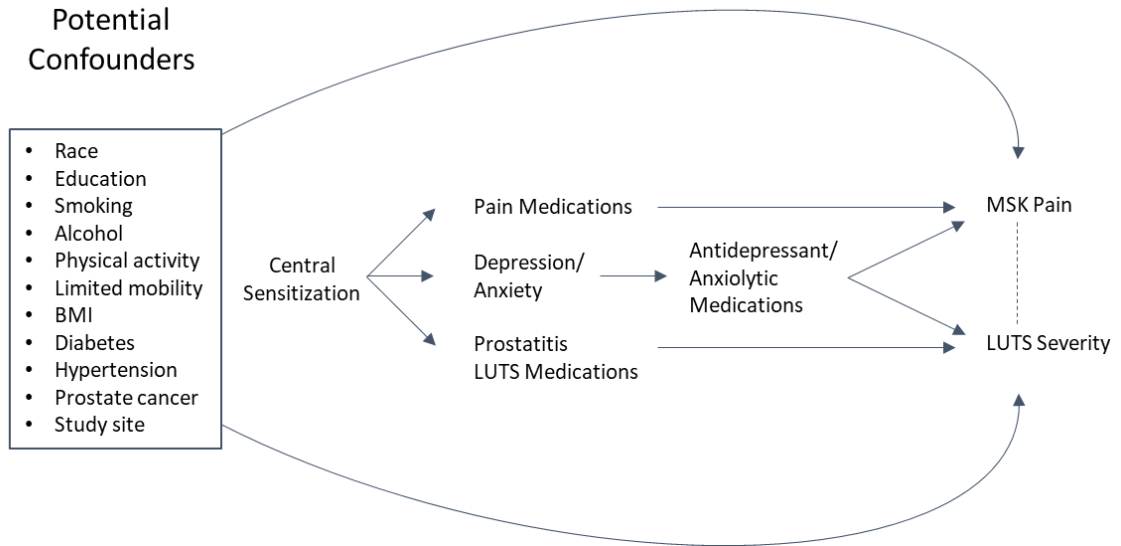 Potential
Confounders
• Race
• Education
• Smoking
• Alcohol
• Physical activity
• Limited mobility
• BMI
• Diabetes
• Hypertension
• Prostate cancer
• Study site
Central
Sensitization
Pain Medications
Depression/
Anxiety
Prostatitis
LUTS Medications
Antidepressant/
Anxiolytic
Medications
MSK Pain
LUTS Severity